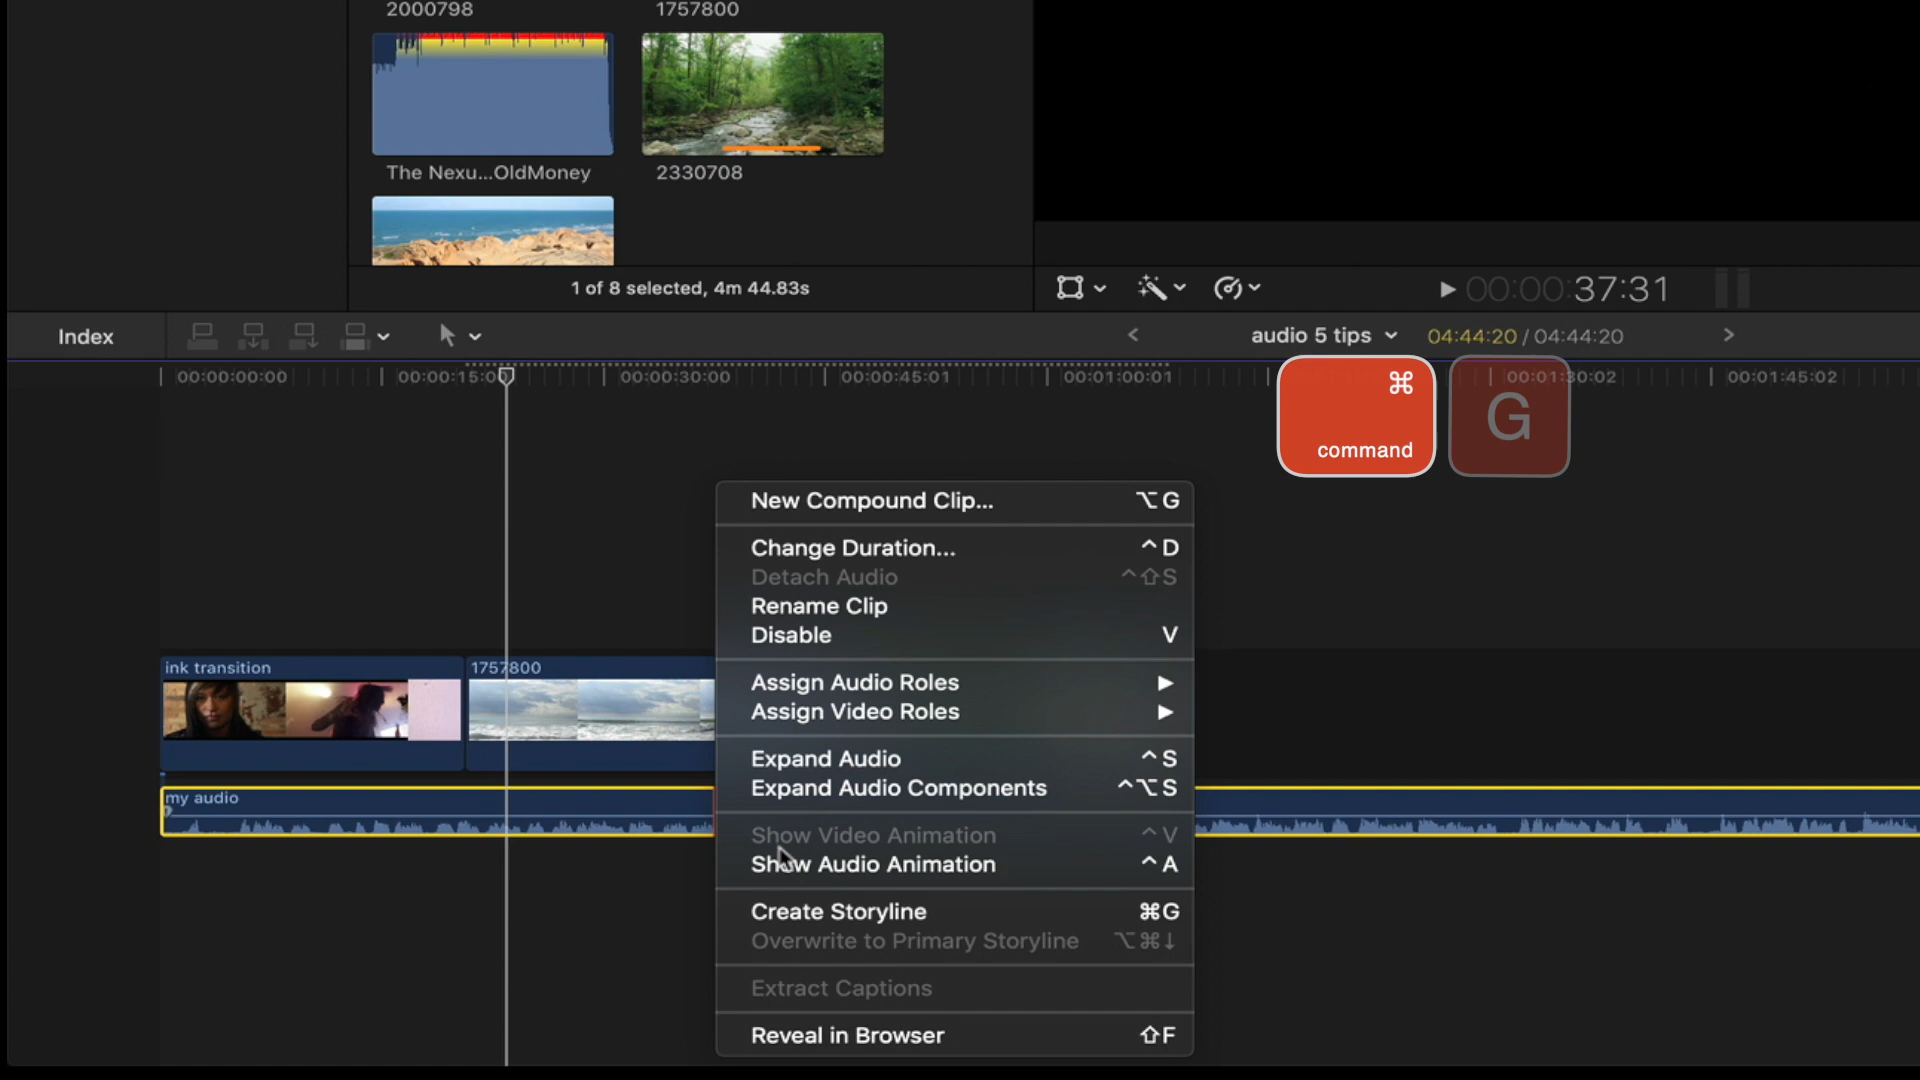 2000798
1757800
The Nexu...OldMoney
2330708
1 of 8 selected, 4m 44.83s
00:00:37:31
Index
audio 5 tips
04:44:20 / 04:44:20
00:00:00:00
00:00:15:00
00:00:30:00
00:00:45:01
00:01:00:01
00:01:30:02
00:01:45:02
⌘
command
G
New Compound Clip... ⌥G
Change Duration... ^D
Detach Audio ^⇧S
Rename Clip
Disable V
Assign Audio Roles
Assign Video Roles
Expand Audio ^S
Expand Audio Components ^⌥S
Show Video Animation ^V
Show Audio Animation ^A
Create Storyline ⌘G
Overwrite to Primary Storyline ⌥⌘↓
Extract Captions
Reveal in Browser ⇧F
ink transition
1757800
my audio